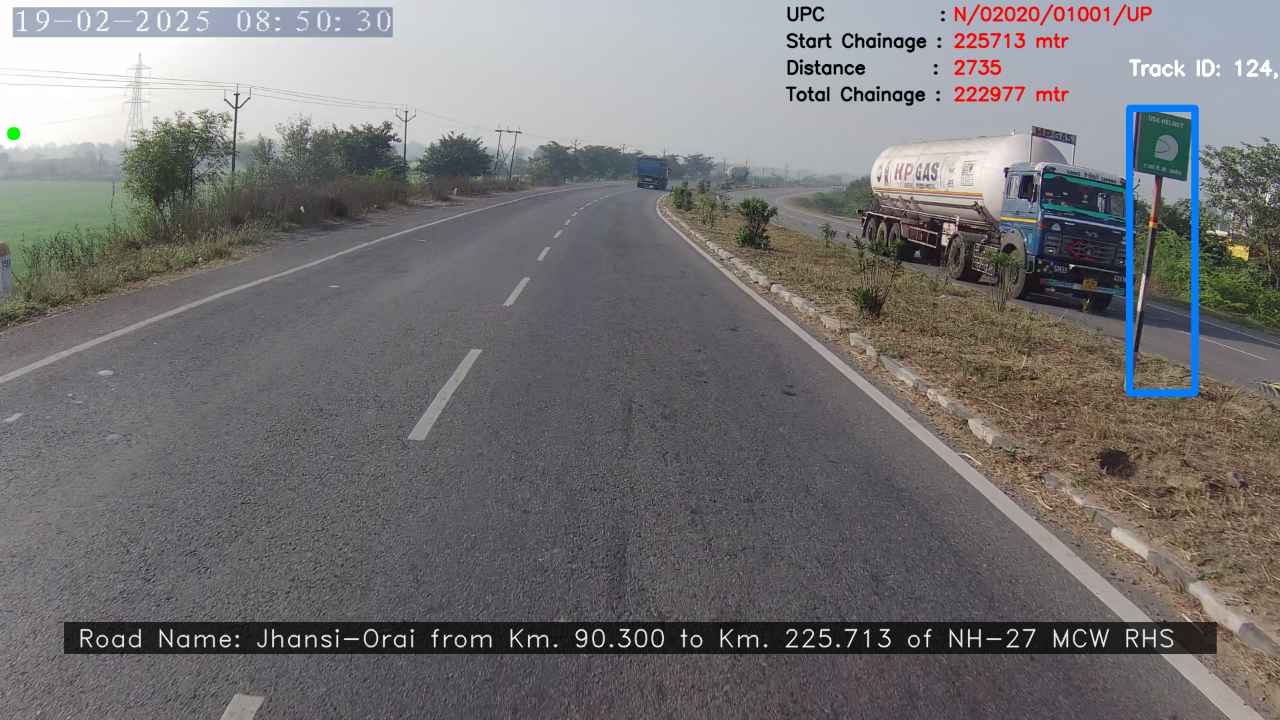 19-02-2025 08:50:30
UPC : N/02020/01001/UP
Start Chainage : 225713 mtr
Distance : 2735
Total Chainage : 222977 mtr
Track ID: 124,
USE HELMET
HP GAS
Road Name: Jhansi-Orai from Km. 90.300 to Km. 225.713 of NH-27 MCW RHS